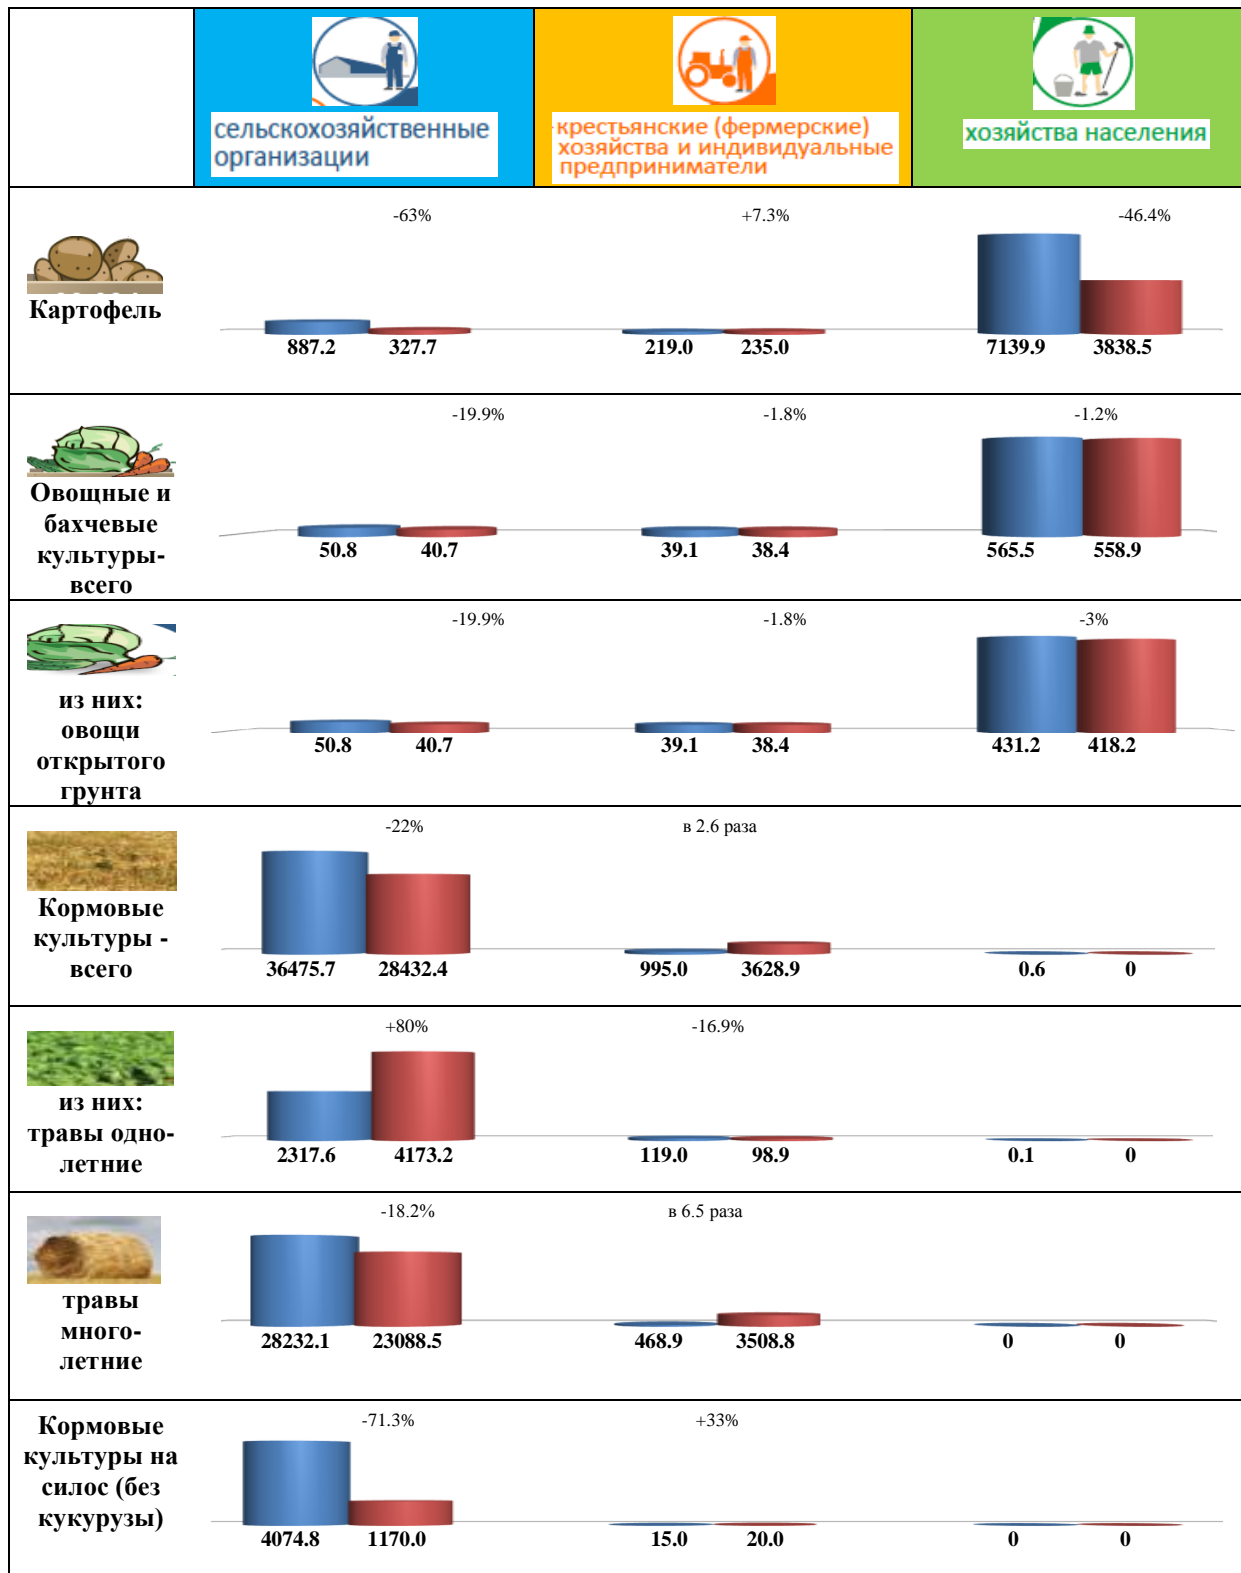 сельскохозяйственные
организации
крестьянские (фермерские)
хозяйства и индивидуальные
предприниматели
хозяйства населения
Картофель
-63%
+7.3%
-46.4%
887.2 327.7
219.0 235.0
7139.9 3838.5
Овощные и
бахчевые
культуры-
всего
-19.9%
-1.8%
-1.2%
50.8 40.7
39.1 38.4
565.5 558.9
из них:
овощи
открытого
грунта
-19.9%
-1.8%
-3%
50.8 40.7
39.1 38.4
431.2 418.2
Кормовые
культуры -
всего
-22%
в 2.6 раза
36475.7 28432.4
995.0 3628.9
0.6 0
из них:
травы одно-
летние
+80%
-16.9%
2317.6 4173.2
119.0 98.9
0.1 0
травы
много-
летние
-18.2%
в 6.5 раза
28232.1 23088.5
468.9 3508.8
0 0
Кормовые
культуры на
силос (без
кукурузы)
-71.3%
+33%
4074.8 1170.0
15.0 20.0
0 0